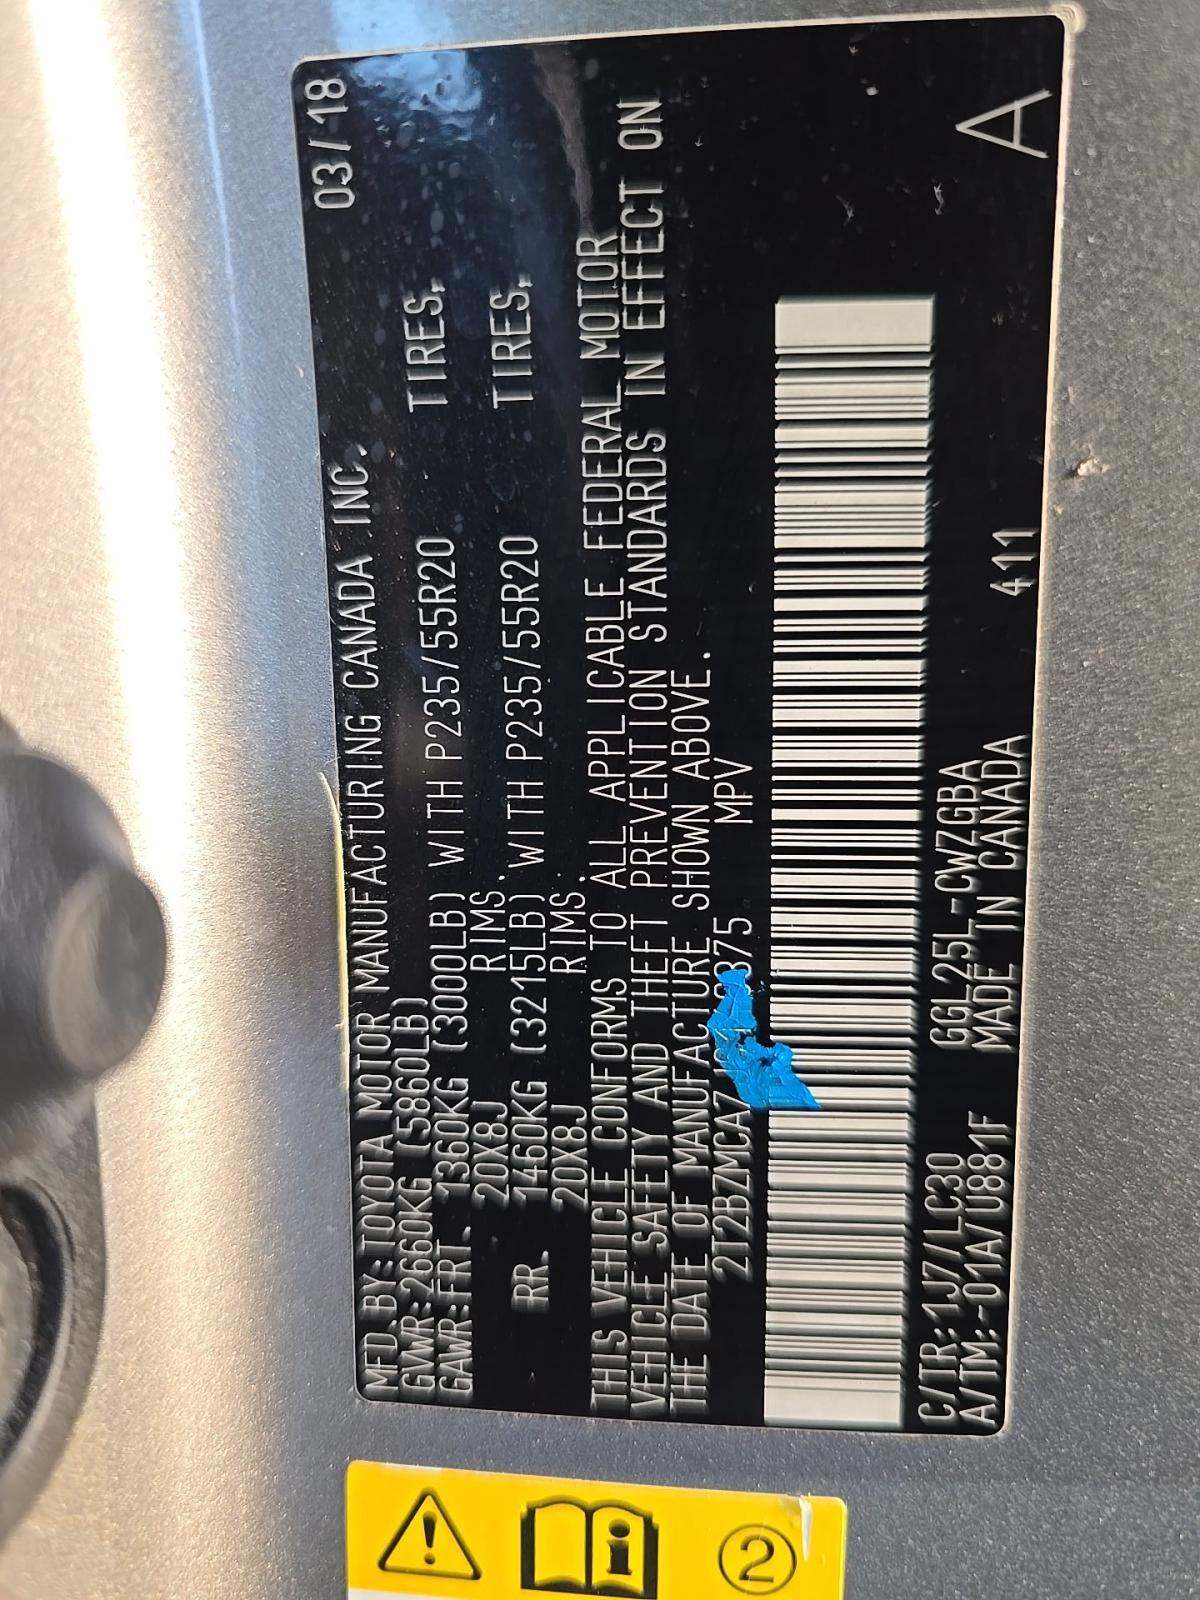 MFD.BY:TOYOTA MOTOR MANUFACTURING CANADA INC. 03/18
GVWR:2660KG (5860LB)
GAWR:FRT. 1360KG (3000LB) WITH P235/55R20 TIRES,
20X8J RIMS.
RR. 1460KG (3215LB) WITH P235/55R20 TIRES,
20X8J RIMS.
THIS VEHICLE CONFORMS TO ALL APPLICABLE FEDERAL MOTOR
VEHICLE SAFETY AND THEFT PREVENTION STANDARDS IN EFFECT ON
THE DATE OF MANUFACTURE SHOWN ABOVE.
MPV
C/TR:1J7/LC30 GGL25L-CWZGBA
A/TM:-01A/U881F MADE IN CANADA 411 A
2